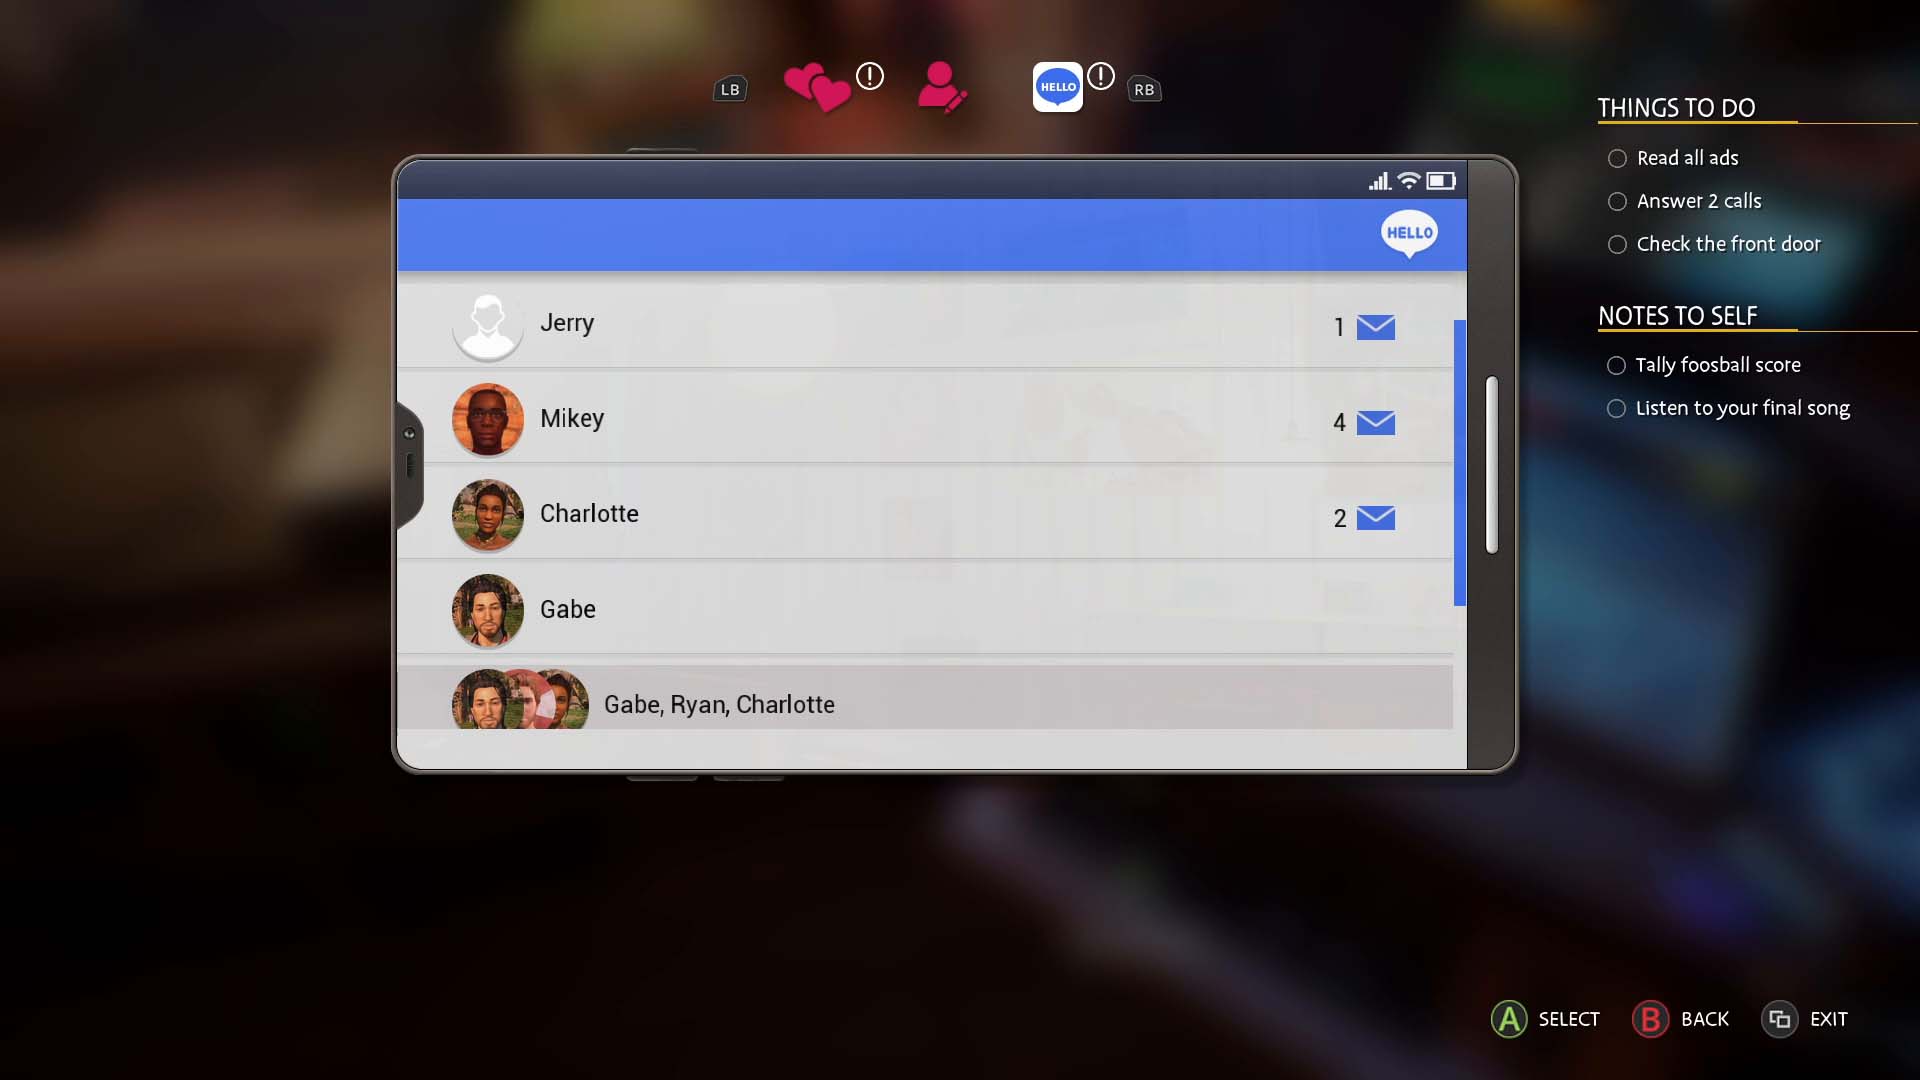 LB
!
HELLO
!
RB
THINGS TO DO
Read all ads
Answer 2 calls
Check the front door
NOTES TO SELF
Tally foosball score
Listen to your final song
HELLO
Jerry
1
Mikey
4
Charlotte
2
Gabe
Gabe, Ryan, Charlotte
A SELECT
B BACK
EXIT